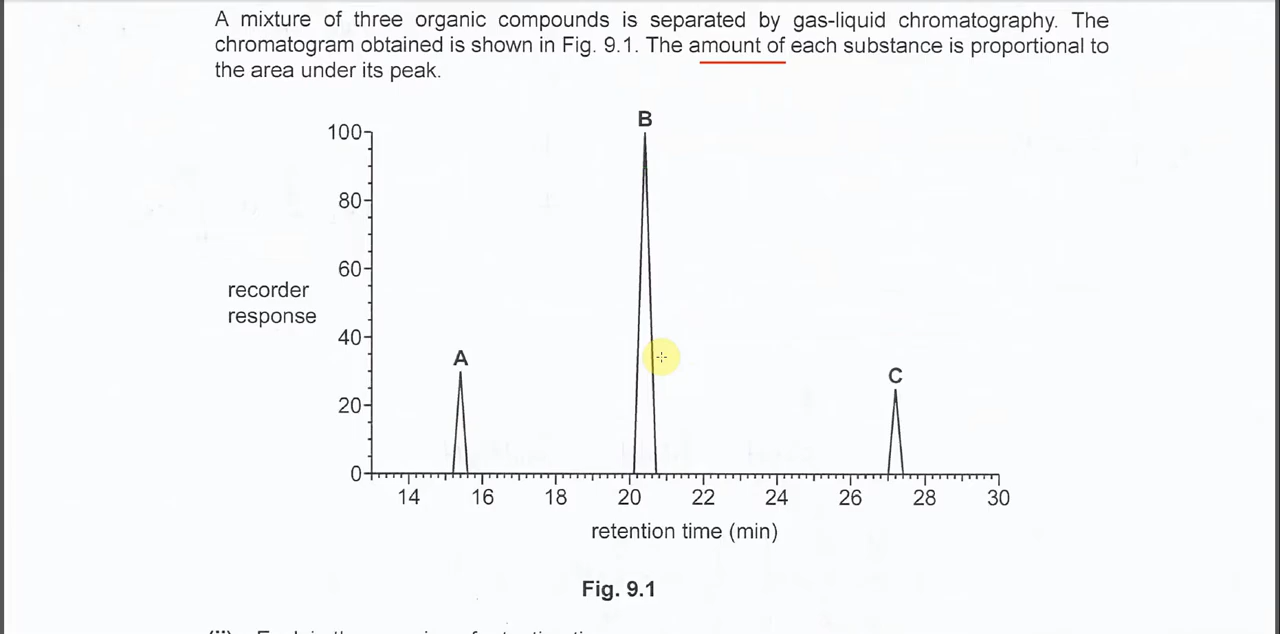 A mixture of three organic compounds is separated by gas-liquid chromatography. The
chromatogram obtained is shown in Fig. 9.1. The amount of each substance is proportional to
the area under its peak.
B
100
80
60
recorder
response
40
A
C
20
0
14 16 18 20 22 24 26 28 30
retention time (min)
Fig. 9.1